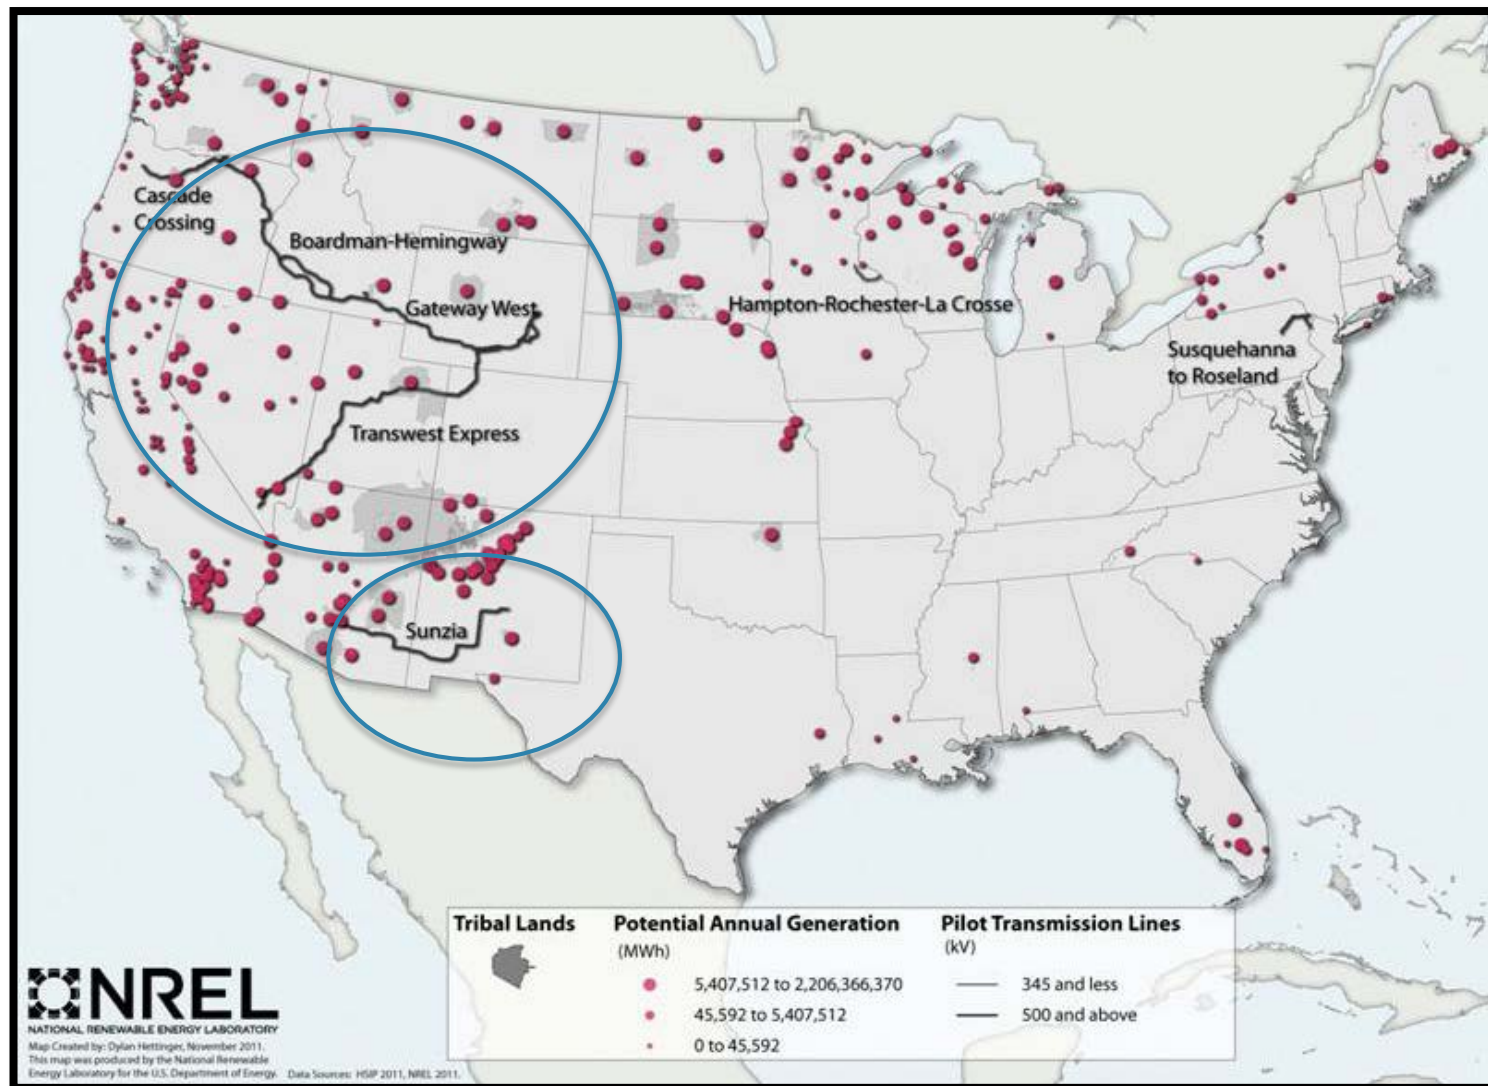 Cascade
Crossing
Boardman-Hemingway
Gateway West
Hampton-Rochester-La Crosse
Susquehanna
to Roseland
Transwest Express
Sunzia
Tribal Lands
Potential Annual Generation
(MWh)
5,407,512 to 2,206,366,370
45,592 to 5,407,512
0 to 45,592
Pilot Transmission Lines
(kV)
345 and less
500 and above
NREL
NATIONAL RENEWABLE ENERGY LABORATORY
Map Created by: Dylan Hettinger, November 2011.
This map was produced by the National Renewable
Energy Laboratory for the U.S. Department of Energy. Data Sources: HSIP 2011, NREL 2011.